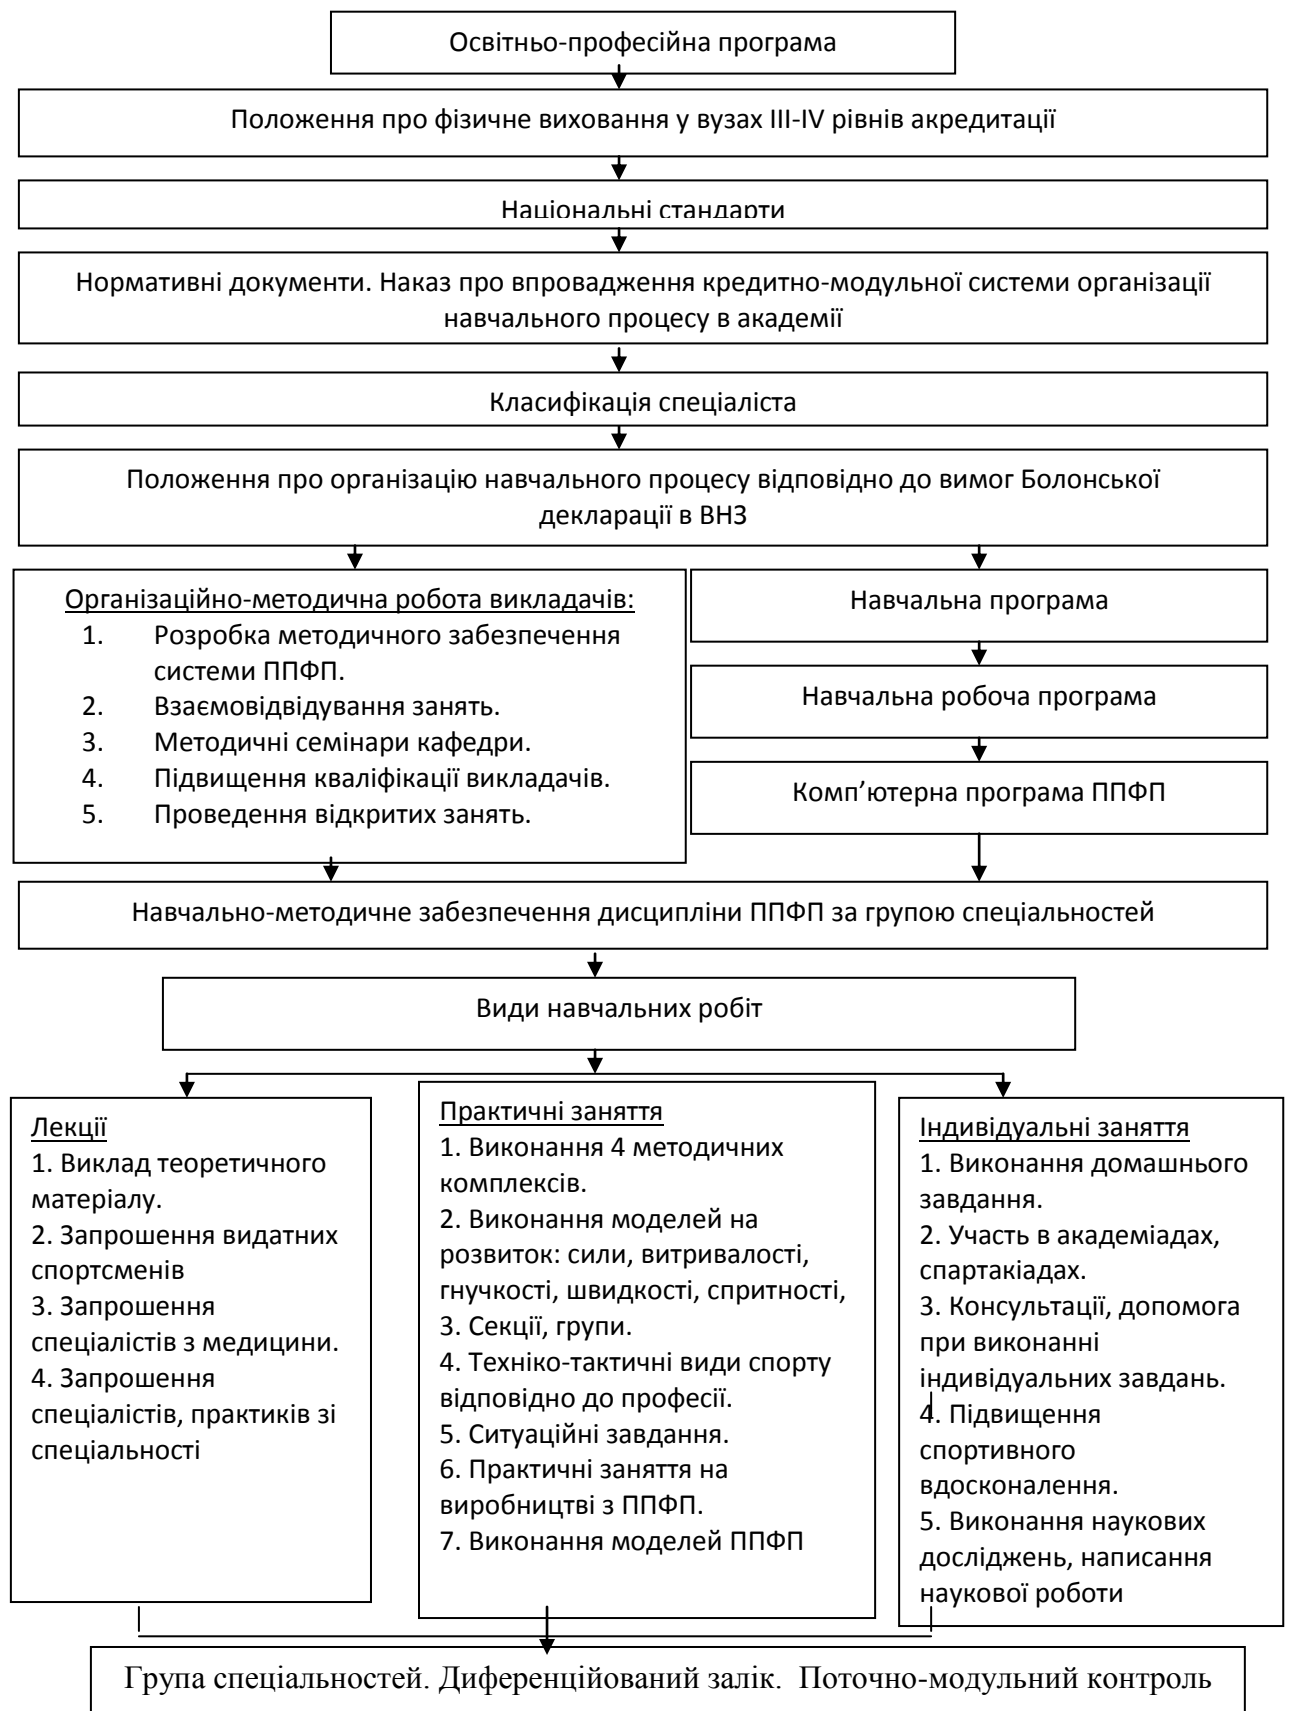 Освітньо-професійна програма
Положення про фізичне виховання у вузах III-IV рівнів акредитації
Національні стандарти
Нормативні документи. Наказ про впровадження кредитно-модульної системи організації
навчального процесу в академії
Класифікація спеціаліста
Положення про організацію навчального процесу відповідно до вимог Болонської
декларації в ВНЗ
Організаційно-методична робота викладачів:
1. Розробка методичного забезпечення
системи ППФП.
2. Взаємовідвідування занять.
3. Методичні семінари кафедри.
4. Підвищення кваліфікації викладачів.
5. Проведення відкритих занять.
Навчальна програма
Навчальна робоча програма
Комп’ютерна програма ППФП
Навчально-методичне забезпечення дисципліни ППФП за групою спеціальностей
Види навчальних робіт
Лекції
1. Виклад теоретичного
матеріалу.
2. Запрошення видатних
спортсменів
3. Запрошення
спеціалістів з медицини.
4. Запрошення
спеціалістів, практиків зі
спеціальності
Практичні заняття
1. Виконання 4 методичних
комплексів.
2. Виконання моделей на
розвиток: сили, витривалості,
гнучкості, швидкості, спритності,
3. Секції, групи.
4. Техніко-тактичні види спорту
відповідно до професії.
5. Ситуаційні завдання.
6. Практичні заняття на
виробництві з ППФП.
7. Виконання моделей ППФП
Індивідуальні заняття
1. Виконання домашнього
завдання.
2. Участь в академіадах,
спартакіадах.
3. Консультації, допомога
при виконанні
індивідуальних завдань.
4. Підвищення
спортивного
вдосконалення.
5. Виконання наукових
досліджень, написання
наукової роботи
Група спеціальностей. Диференційований залік. Поточно-модульний контроль